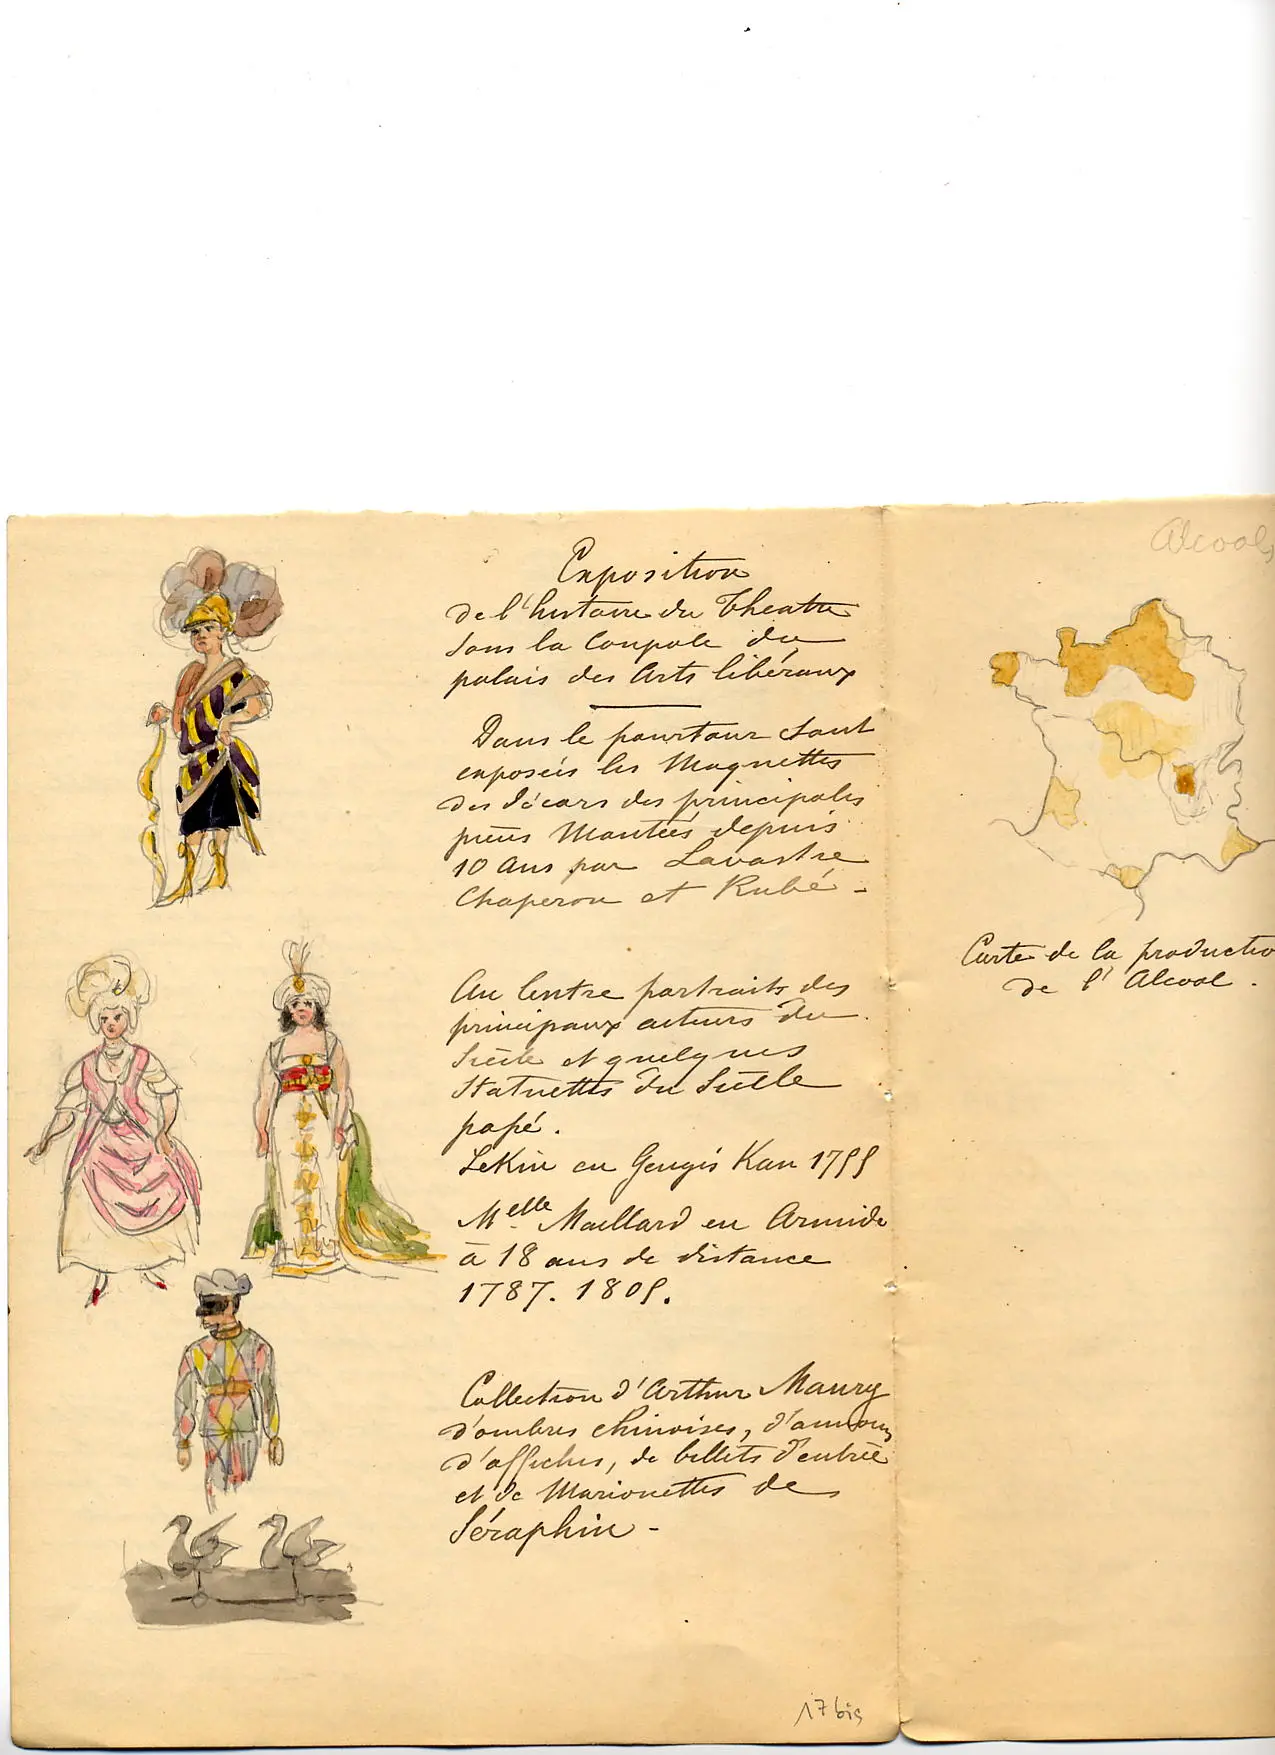 Exposition
de l'histoire du Theatre
sous la Coupole du
palais des Arts libéraux
Dans le pourtour sont
exposées les Maquettes
des décors des principales
pièces Montées depuis
10 ans par Lavastre
Chaperon et Rubé -
Au Centre portraits des
principaux acteurs du
Siècle et quelques
Statuettes du Siècle
passé.
LeKin en Gengis Kan 1755
Melle Maillard en Armide
à 18 ans de distance
1787. 1805.
Collection d'Arthur Maury
d'ombres chinoises,
d'affiches, de billets d'entrée
et de Marionettes de
Séraphin -
17 bis
Alcool
Carte de la productio
de l'Alcool.